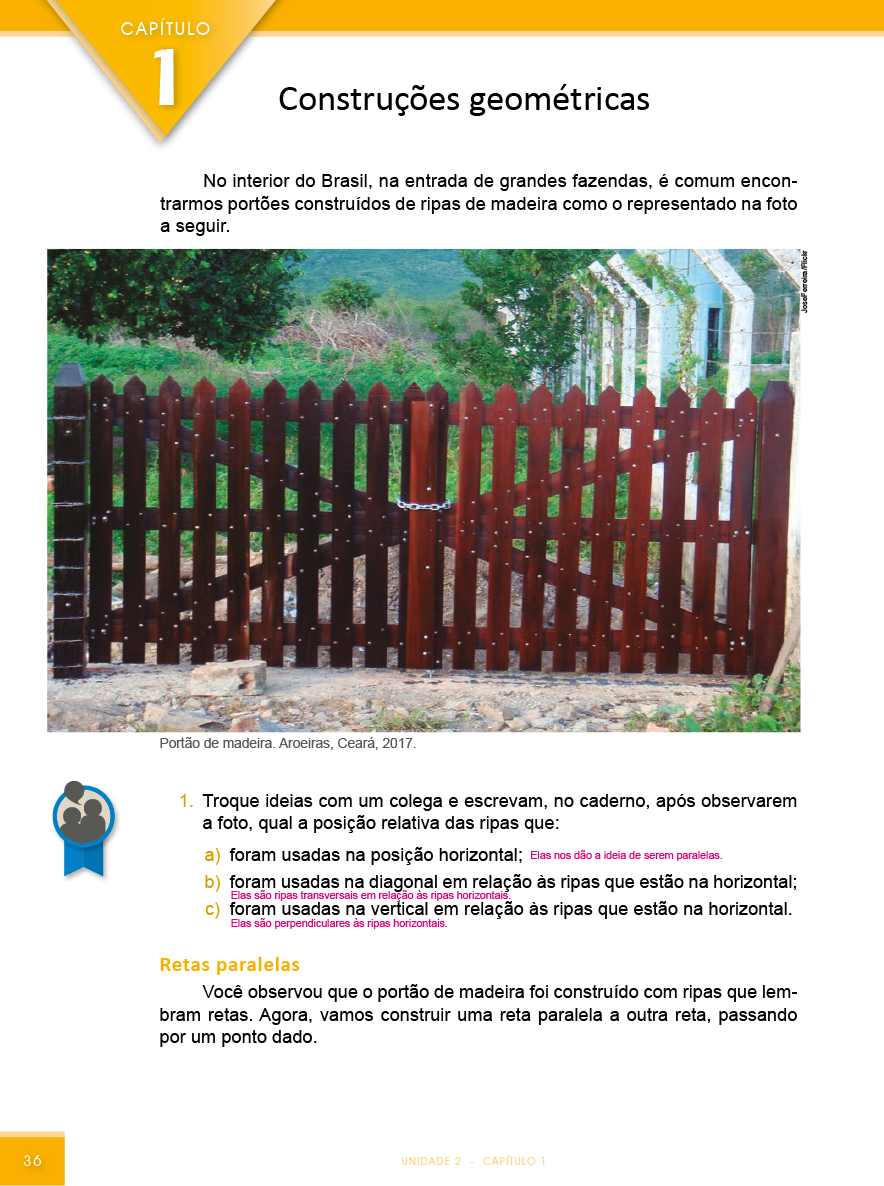 CAPÍTULO
1
Construções geométricas
No interior do Brasil, na entrada de grandes fazendas, é comum encon-
trarmos portões construídos de ripas de madeira como o representado na foto
a seguir.
JoseFerreira/Flickr
Portão de madeira. Aroeiras, Ceará, 2017.
1. Troque ideias com um colega e escrevam, no caderno, após observarem
a foto, qual a posição relativa das ripas que:
a) foram usadas na posição horizontal; Elas nos dão a ideia de serem paralelas.
b) foram usadas na diagonal em relação às ripas que estão na horizontal;
Elas são ripas transversais em relação às ripas horizontais.
c) foram usadas na vertical em relação às ripas que estão na horizontal.
Elas são perpendiculares às ripas horizontais.
Retas paralelas
Você observou que o portão de madeira foi construído com ripas que lem-
bram retas. Agora, vamos construir uma reta paralela a outra reta, passando
por um ponto dado.
36
UNIDADE 2 - CAPÍTULO 1